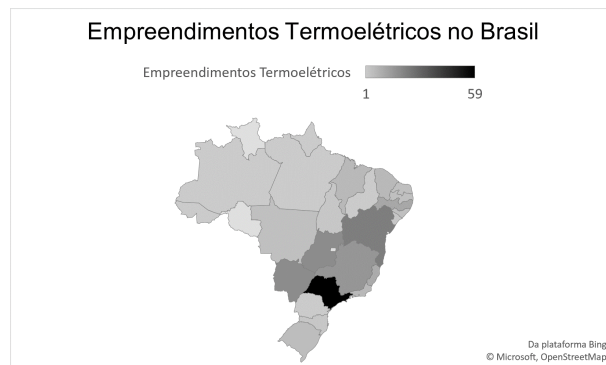 Empreendimentos Termoelétricos no Brasil
Empreendimentos Termoelétricos
1 59
Da plataforma Bing
© Microsoft, OpenStreetMap